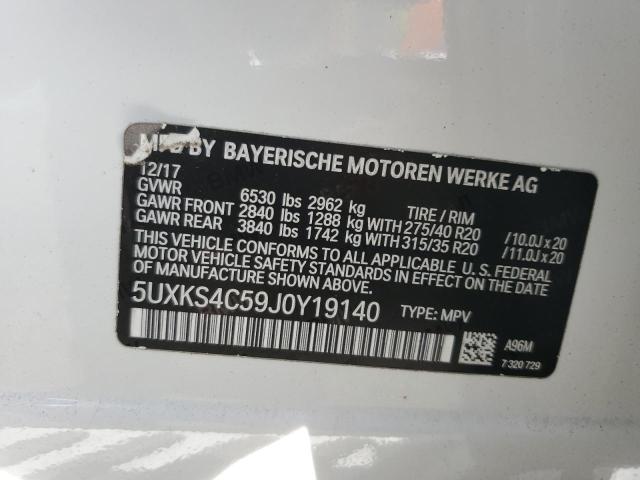 MFD BY BAYERISCHE MOTOREN WERKE AG
12/17
GVWR 6530 lbs 2962 kg TIRE / RIM
GAWR FRONT 2840 lbs 1288 kg WITH 275/40 R20 /10.0J x 20
GAWR REAR 3840 lbs 1742 kg WITH 315/35 R20 /11.0J x 20
THIS VEHICLE CONFORMS TO ALL APPLICABLE U. S. FEDERAL
MOTOR VEHICLE SAFETY STANDARDS IN EFFECT ON THE DATE OF
MANUFACTURE SHOWN ABOVE.
5UXKS4C59J0Y19140 TYPE: MPV
A96M
7 320 729